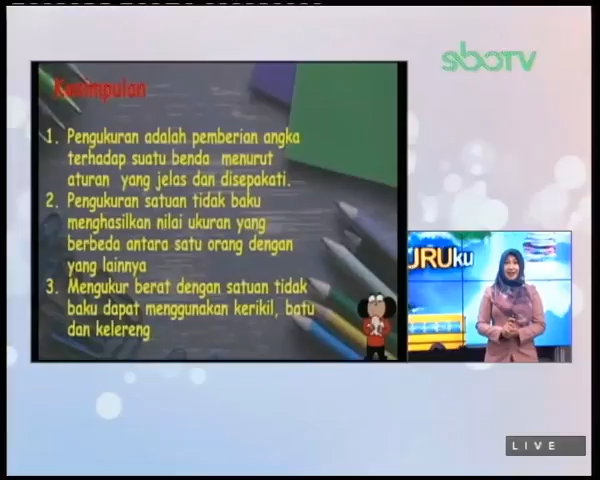 sboTV
Kesimpulan
1. Pengukuran adalah pemberian angka
terhadap suatu benda menurut
aturan yang jelas dan disepakati.
2. Pengukuran satuan tidak baku
menghasilkan nilai ukuran yang
berbeda antara satu orang dengan
yang lainnya
3. Mengukur berat dengan satuan tidak
baku dapat menggunakan kerikil, batu
dan kelereng
URUku
LIVE